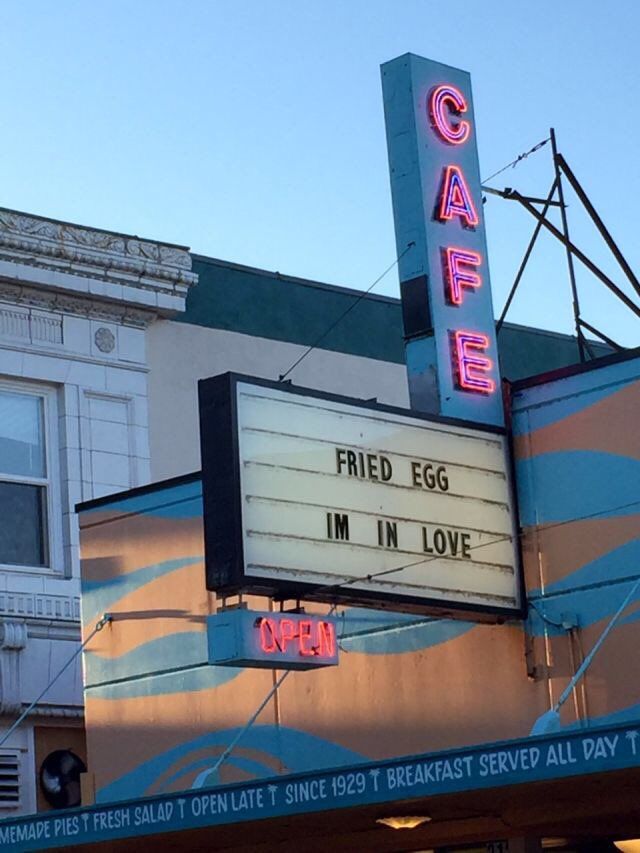 CAFE
FRIED EGG
IM IN LOVE
OPEN
MEMADE PIES T FRESH SALAD T OPEN LATE T SINCE 1929 T BREAKFAST SERVED ALL DAY T